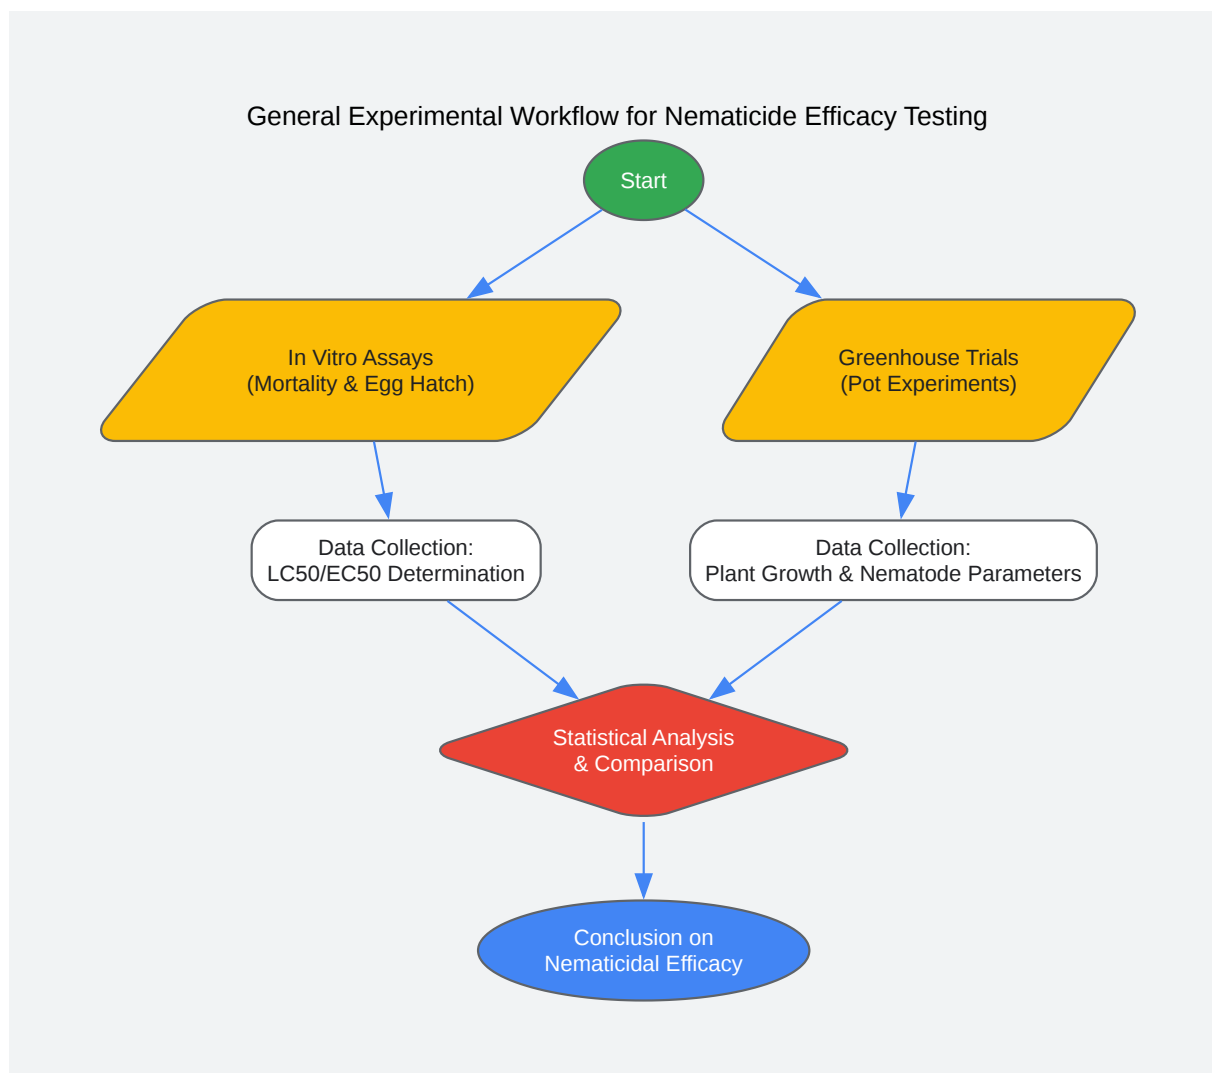 General Experimental Workflow for Nematicide Efficacy Testing
Start
In Vitro Assays
(Mortality & Egg Hatch)
Greenhouse Trials
(Pot Experiments)
Data Collection:
LC50/EC50 Determination
Data Collection:
Plant Growth & Nematode Parameters
Statistical Analysis
& Comparison
Conclusion on
Nematicidal Efficacy